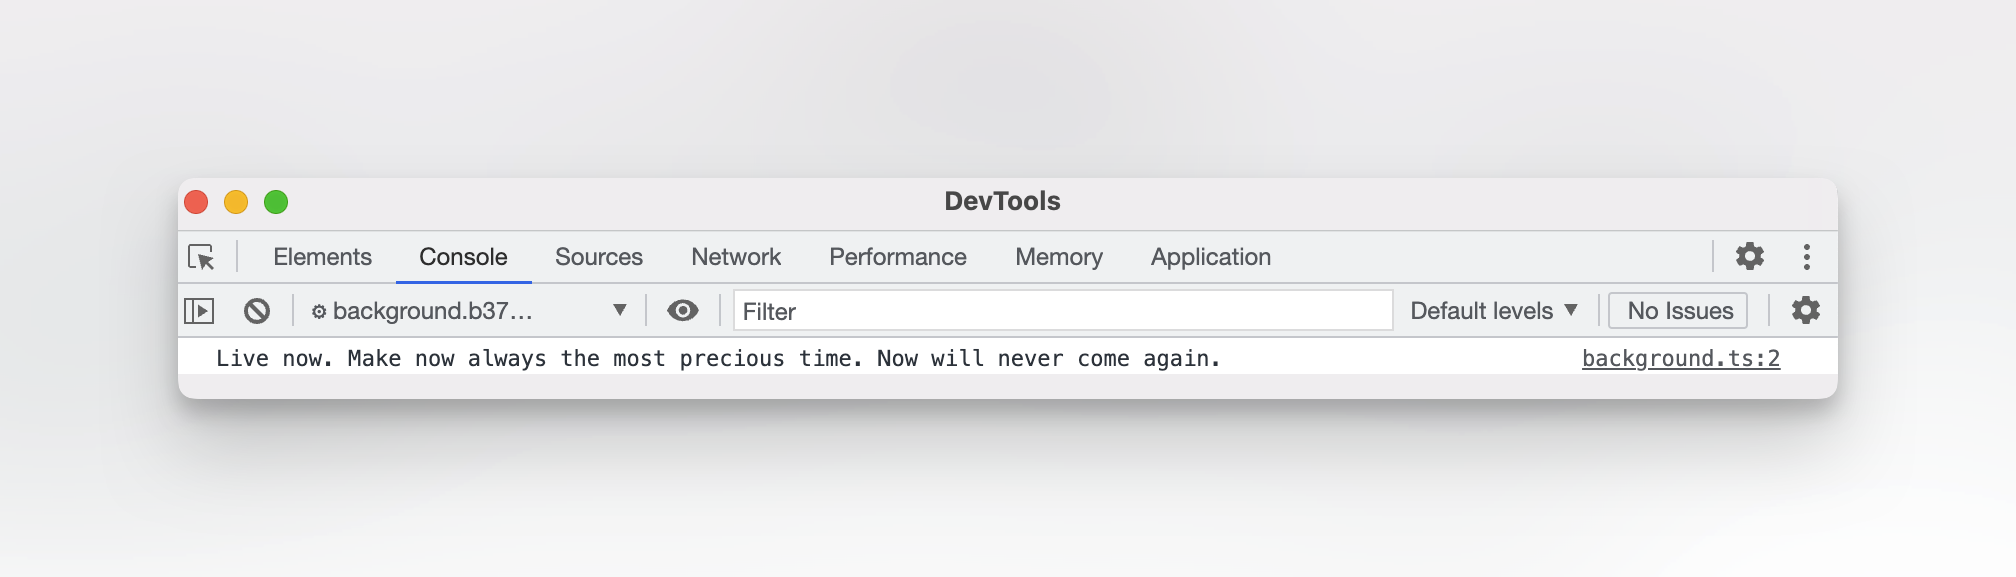 DevTools
Elements Console Sources Network Performance Memory Application
background.b37... Filter Default levels No Issues
Live now. Make now always the most precious time. Now will never come again. background.ts:2